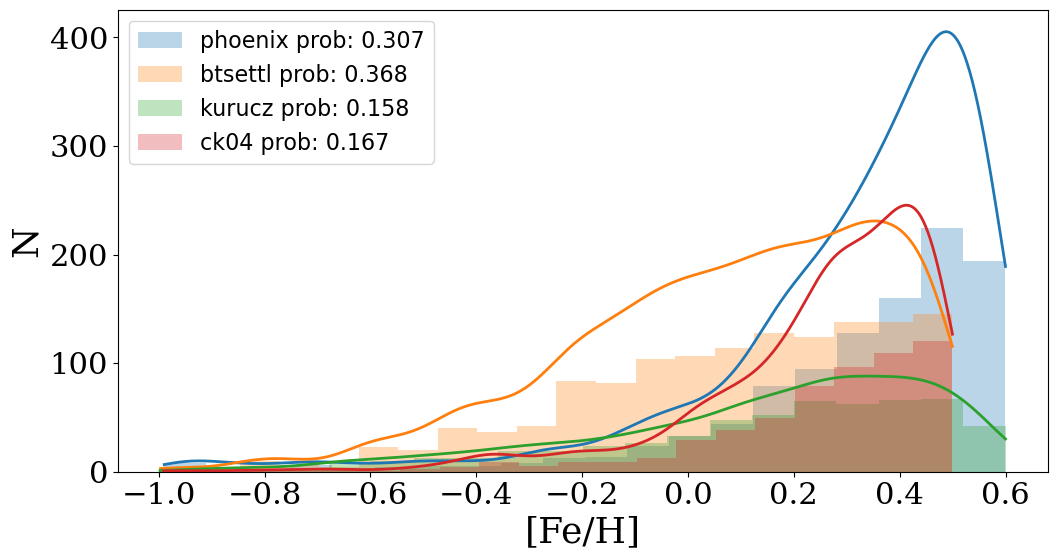 phoenix prob: 0.307
btsettl prob: 0.368
kurucz prob: 0.158
ck04 prob: 0.167
400
300
200
100
0
N
−1.0 −0.8 −0.6 −0.4 −0.2 0.0 0.2 0.4 0.6
[Fe/H]